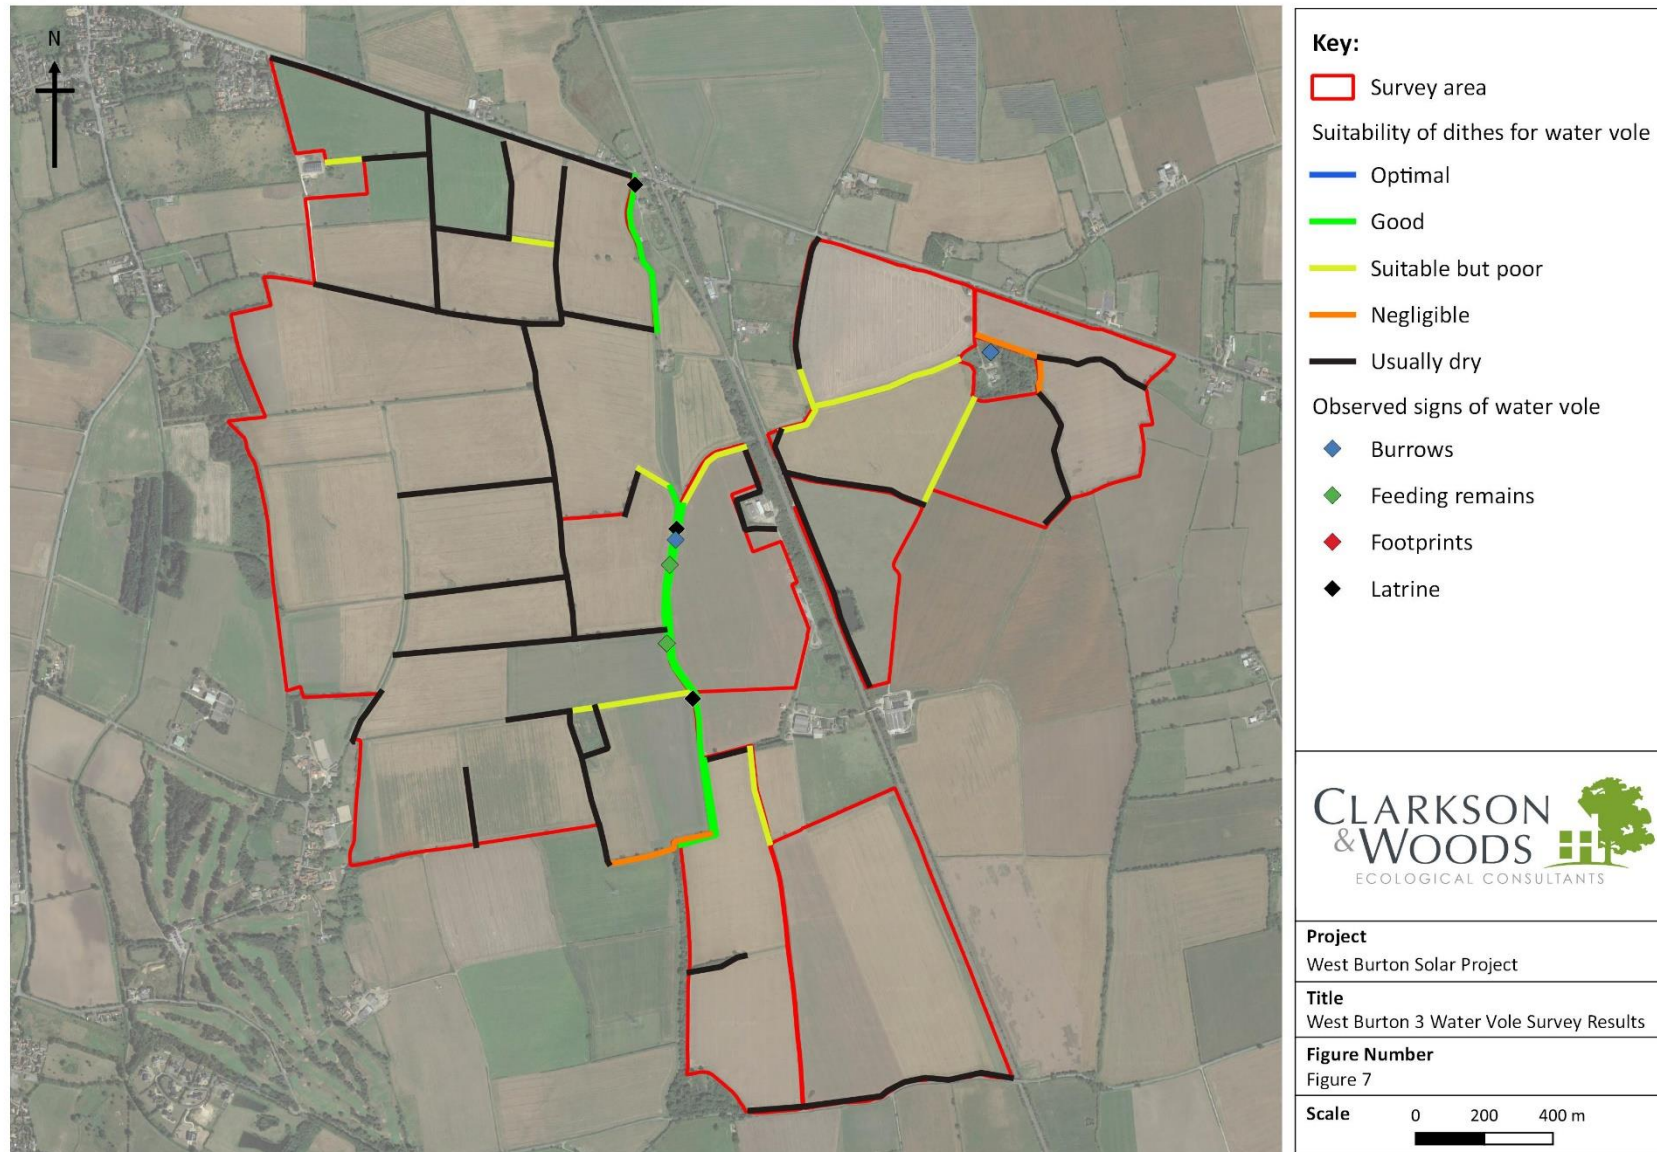 N
Key:
Survey area
Suitability of dithes for water vole
Optimal
Good
Suitable but poor
Negligible
Usually dry
Observed signs of water vole
Burrows
Feeding remains
Footprints
Latrine
CLARKSON
& WOODS
ECOLOGICAL CONSULTANTS
Project
West Burton Solar Project
Title
West Burton 3 Water Vole Survey Results
Figure Number
Figure 7
Scale 0 200 400 m